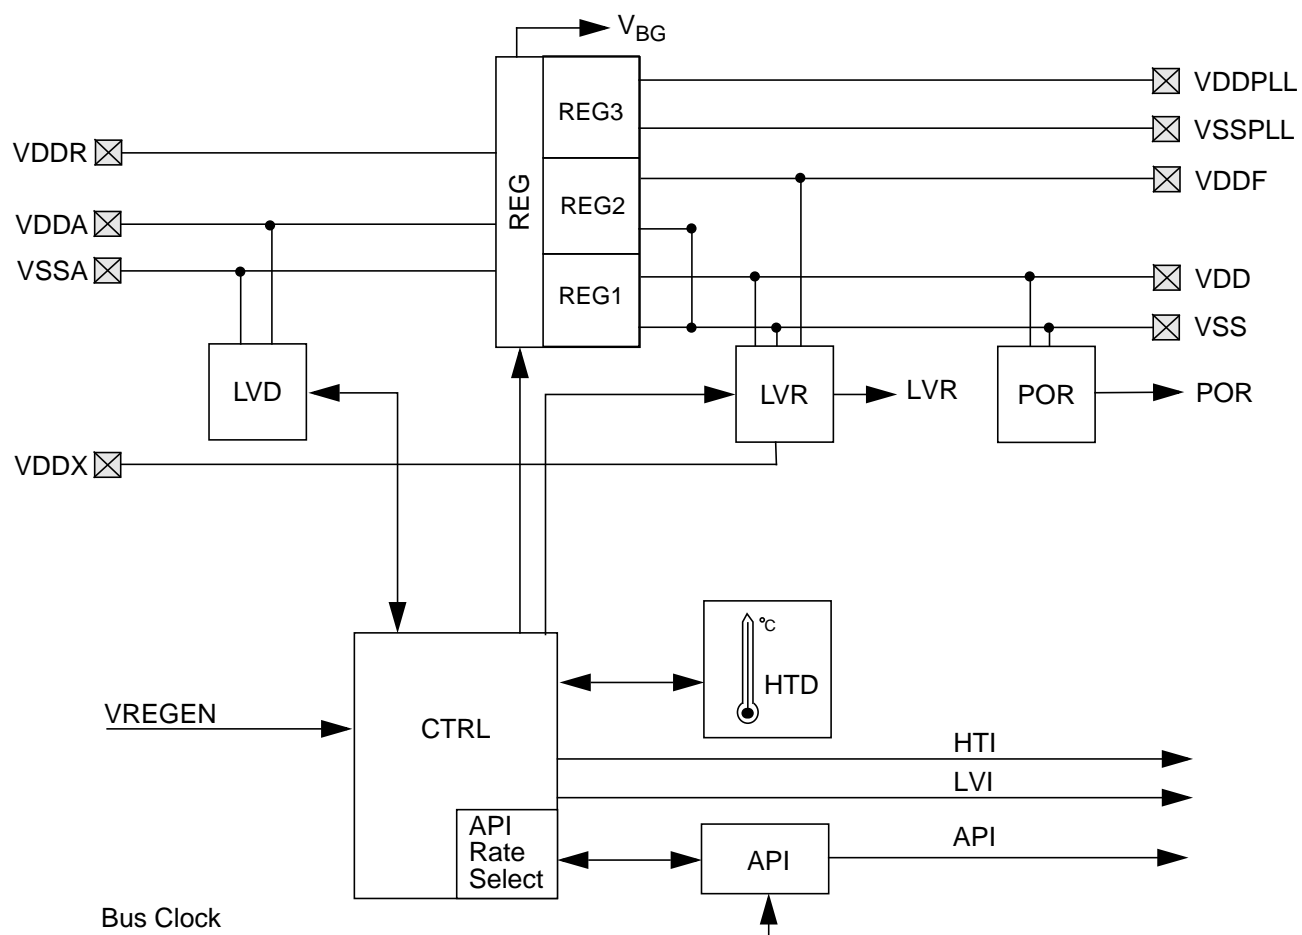 VBG
VDDPLL
REG3
VSSPLL
VDDR
VDDF
REG
REG2
VDDA
VSSA
VDD
REG1
VSS
LVD
LVR
LVR
POR
POR
VDDX
°C
HTD
VREGEN
CTRL
HTI
LVI
API
Rate
Select
API
API
Bus Clock